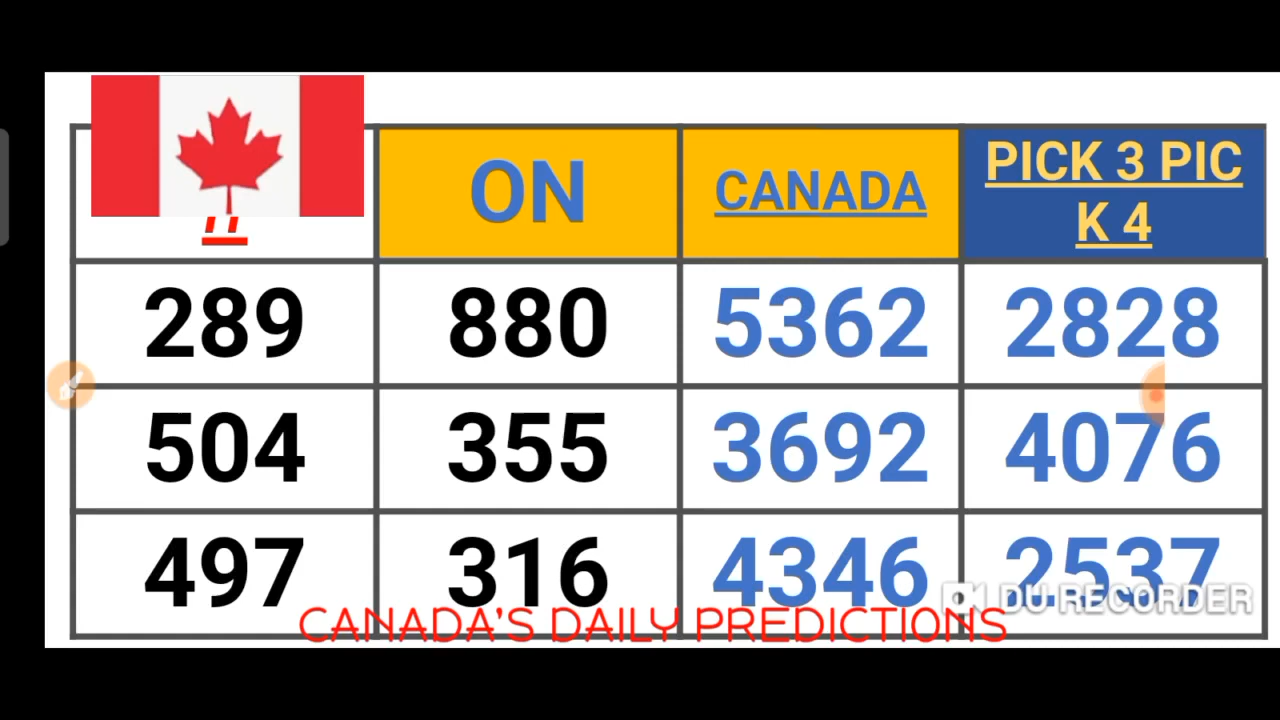 ON
CANADA
PICK 3 PIC
K 4
289
880
5362
2828
504
355
3692
4076
497
316
4346
2537
DU RECORDER
CANADA'S DAILY PREDICTIONS